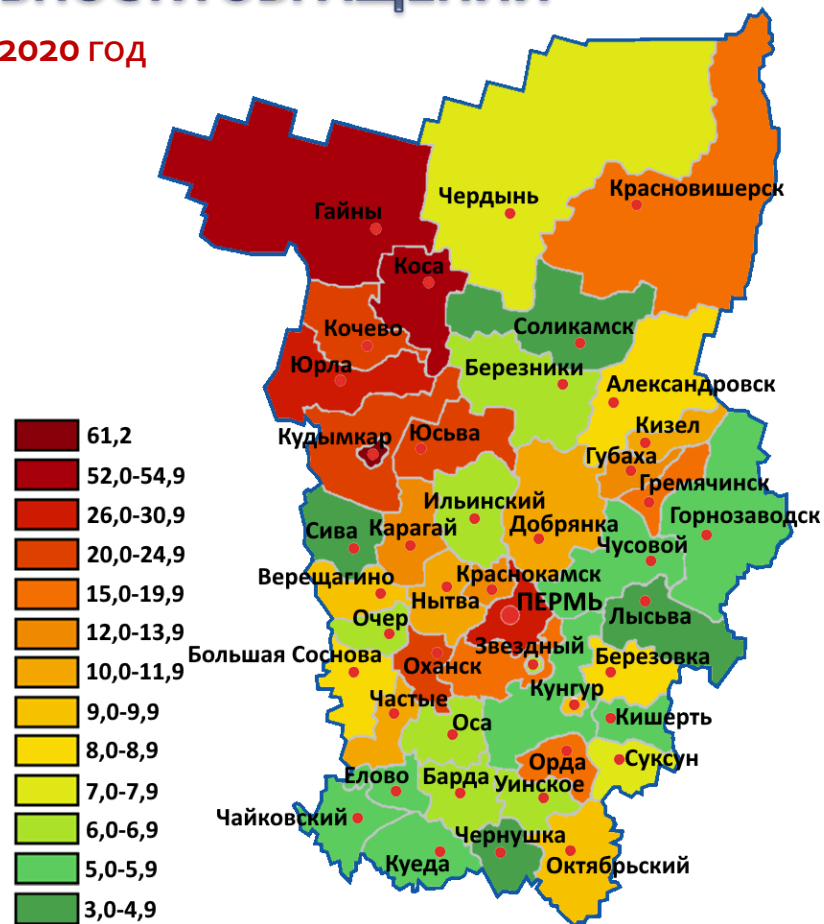 2020 год
Красновишерск
Чердынь
Гайны
Коса
Соликамск
Кочево
Юрла
Березники
Александровск
Кизел
Кудымкар
Юсьва
Губаха
Гремячинск
Ильинский
Горнозаводск
Сива
Карагай
Добрянка
Чусовой
Верещагино
Краснокамск
Нытва
ПЕРМЬ
Лысьва
Очер
Звездный
Большая Соснова
Оханск
Березовка
Кунгур
Частые
Оса
Кишерть
Орда
Суксун
Елово
Барда
Уинское
Чайковский
Чернушка
Куеда
Октябрьский
61,2
52,0-54,9
26,0-30,9
20,0-24,9
15,0-19,9
12,0-13,9
10,0-11,9
9,0-9,9
8,0-8,9
7,0-7,9
6,0-6,9
5,0-5,9
3,0-4,9